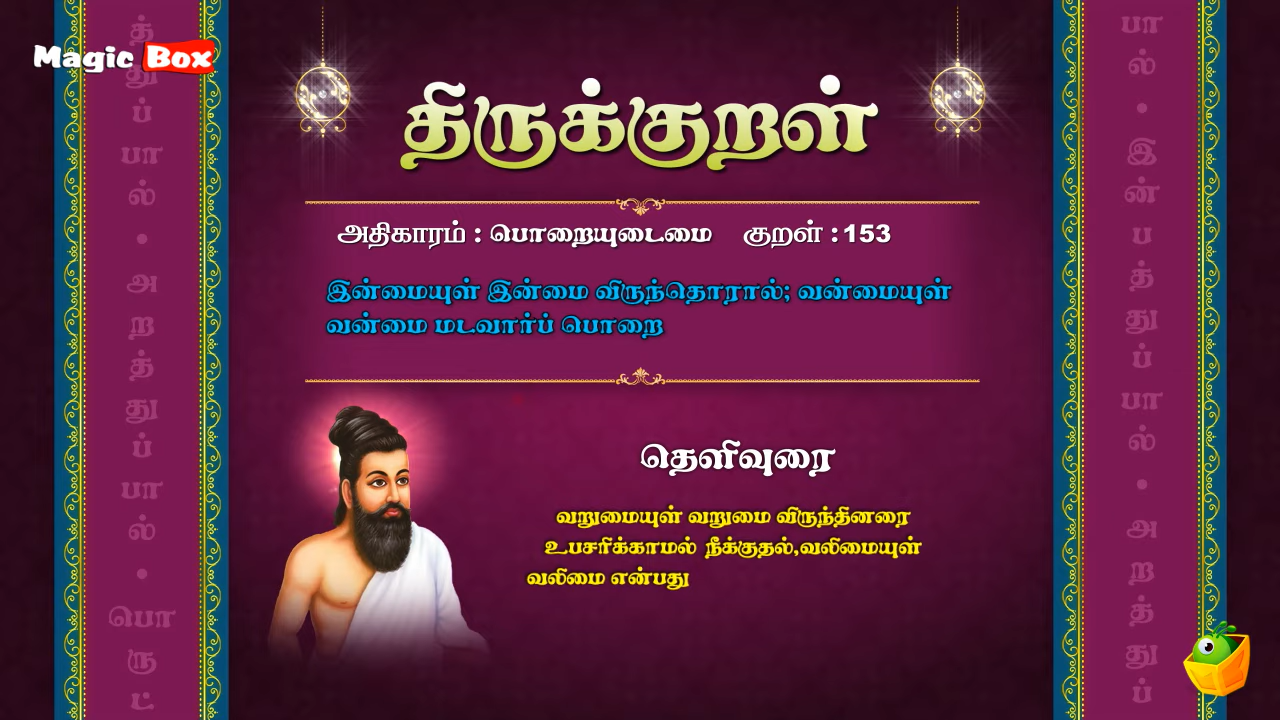 Magic Box
திருக்குறள்
அதிகாரம் : பொறையுடைமை குறள் : 153
இன்மையுள் இன்மை விருந்தொரால்; வன்மையுள்
வன்மை மடவார்ப் பொறை
தெளிவுரை
வறுமையுள் வறுமை விருந்தினரை
உபசரிக்காமல் நீக்குதல்,வலிமையுள்
வலிமை என்பது
த்
து
ப்
பா
ல்
•
அ
ற
த்
து
ப்
பா
ல்
•
பொ
ரு
ட்
பா
ல்
•
இ
ன்
ப
த்
து
ப்
பா
ல்
•
அ
ற
த்
து
ப்